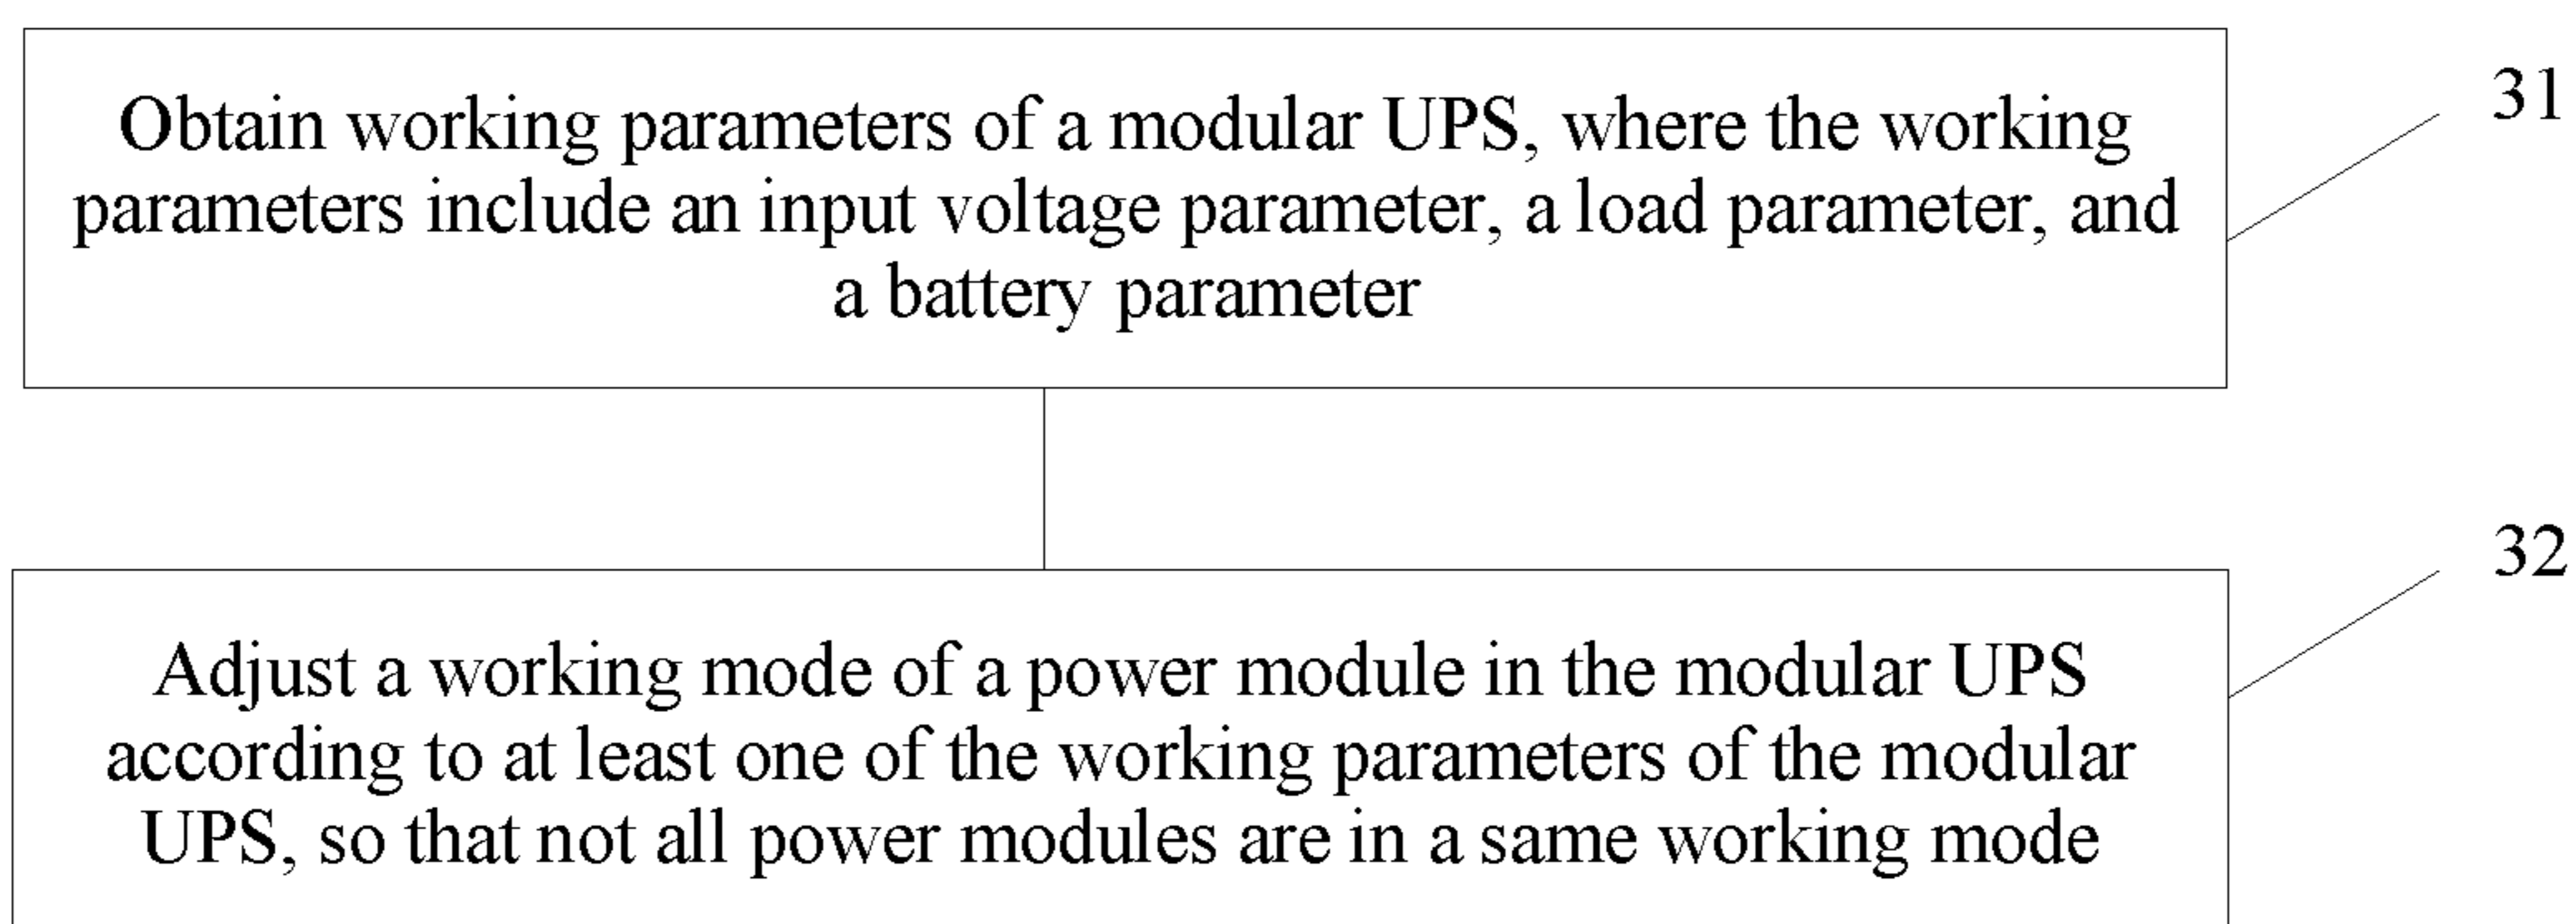 Obtain working parameters of a modular UPS, where the working
parameters include an input voltage parameter, a load parameter, and
a battery parameter
31
Adjust a working mode of a power module in the modular UPS
according to at least one of the working parameters of the modular
UPS, so that not all power modules are in a same working mode
32